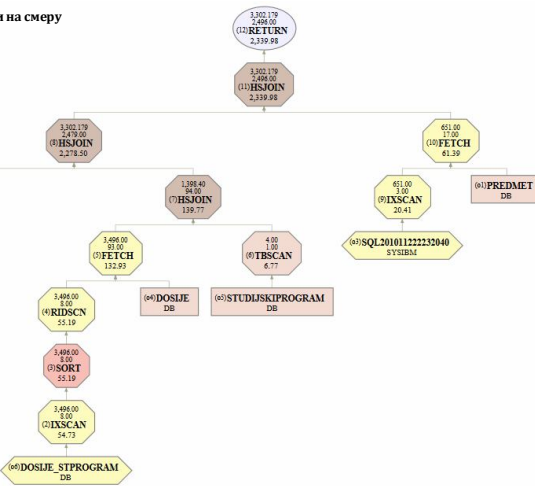 и на смеру
3,302.179
2,496.00
(12)RETURN
2,339.98
3,302.179
2,496.00
(11)HSJOIN
2,339.98
3,302.179
2,479.00
(8)HSJOIN
2,278.50
651.00
17.00
(10)FETCH
61.39
1,398.40
94.00
(7)HSJOIN
139.77
651.00
3.00
(9)IXSCAN
20.41
(o1)PREDMET
DB
3,496.00
93.00
(5)FETCH
132.93
4.00
1.00
(6)TBSCAN
6.77
(o3)SQL201011222232040
SYSIBM
3,496.00
8.00
(4)RIDSCN
55.19
(o4)DOSIJE
DB
(o5)STUDIJSKIPROGRAM
DB
3,496.00
8.00
(3)SORT
55.19
3,496.00
8.00
(2)IXSCAN
54.73
(o6)DOSIJE_STPROGRAM
DB